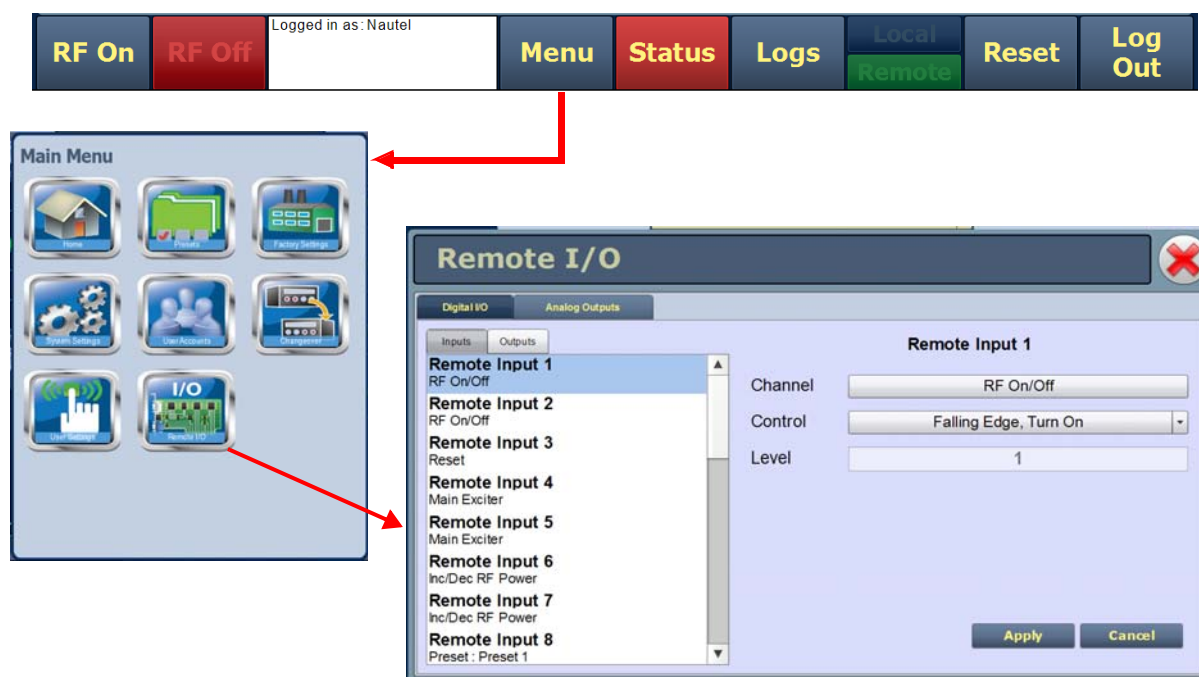 RF On
RF Off
Logged in as: Nautel
Menu
Status
Logs
Local
Remote
Reset
Log
Out
Main Menu
Home
Presets
Factory Settings
System Settings
User Accounts
Changeover
User Settings
I/O
Remote I/O
Remote I/O
Digital I/O
Analog Outputs
Inputs
Outputs
Remote Input 1
RF On/Off
Remote Input 2
RF On/Off
Remote Input 3
Reset
Remote Input 4
Main Exciter
Remote Input 5
Main Exciter
Remote Input 6
Inc/Dec RF Power
Remote Input 7
Inc/Dec RF Power
Remote Input 8
Preset : Preset 1
Remote Input 1
Channel
RF On/Off
Control
Falling Edge, Turn On
Level
1
Apply
Cancel